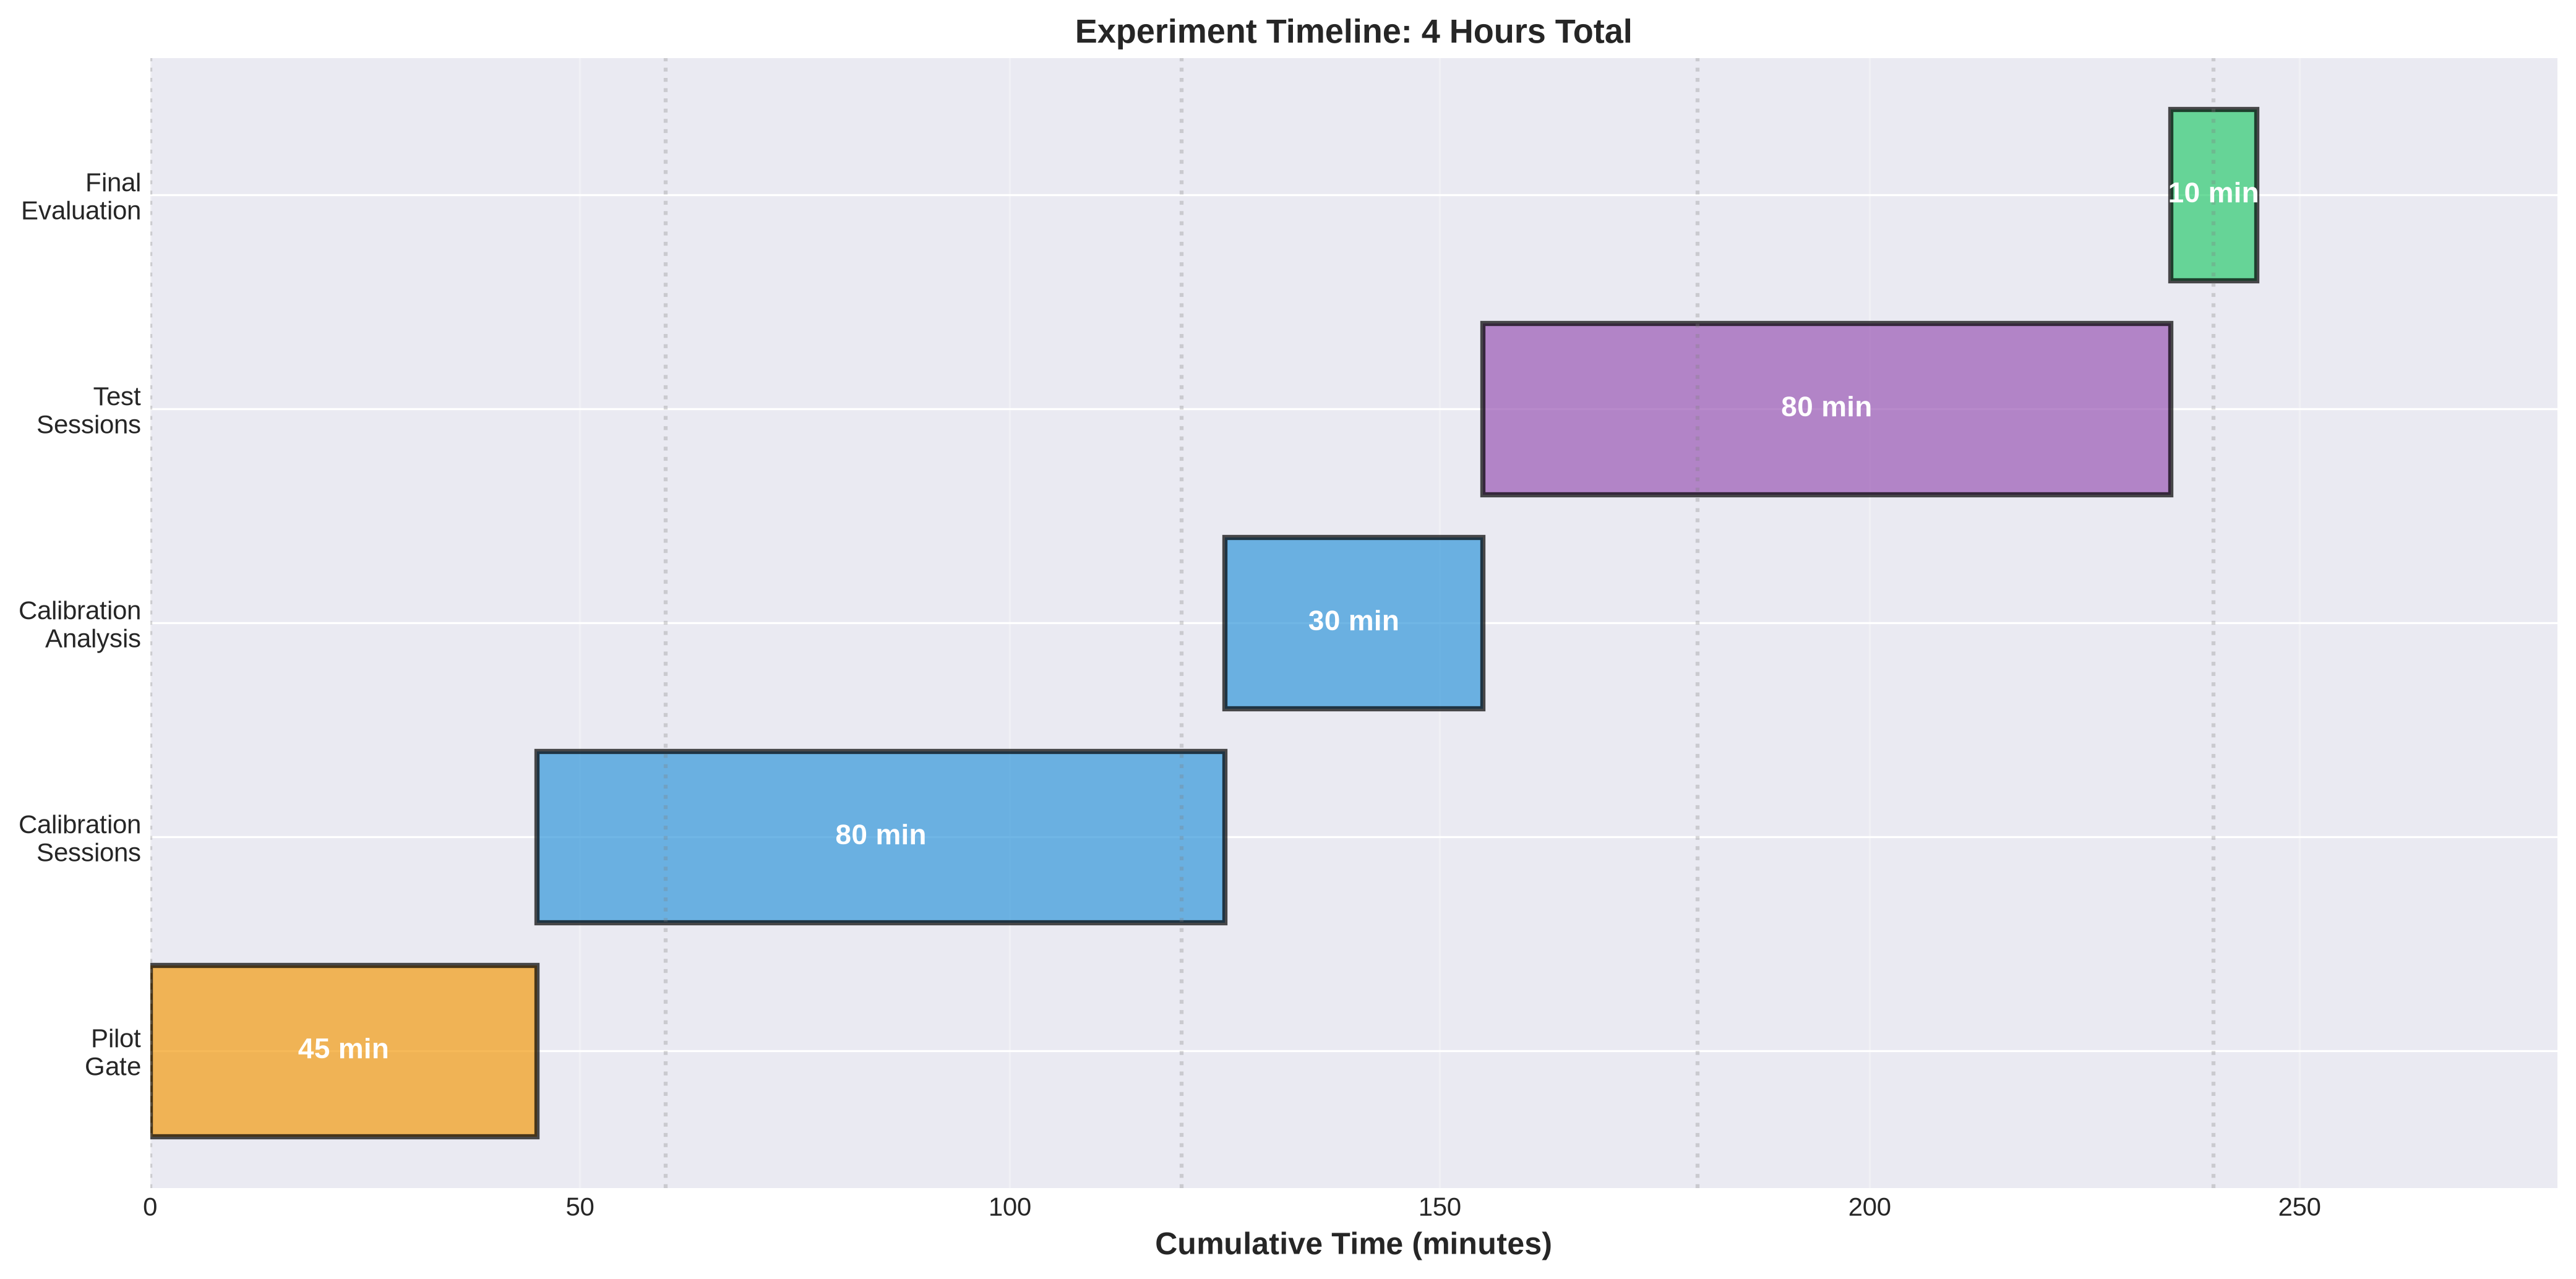 Experiment Timeline: 4 Hours Total
Final
Evaluation
10 min
Test
Sessions
80 min
Calibration
Analysis
30 min
Calibration
Sessions
80 min
Pilot
Gate
45 min
0 50 100 150 200 250
Cumulative Time (minutes)